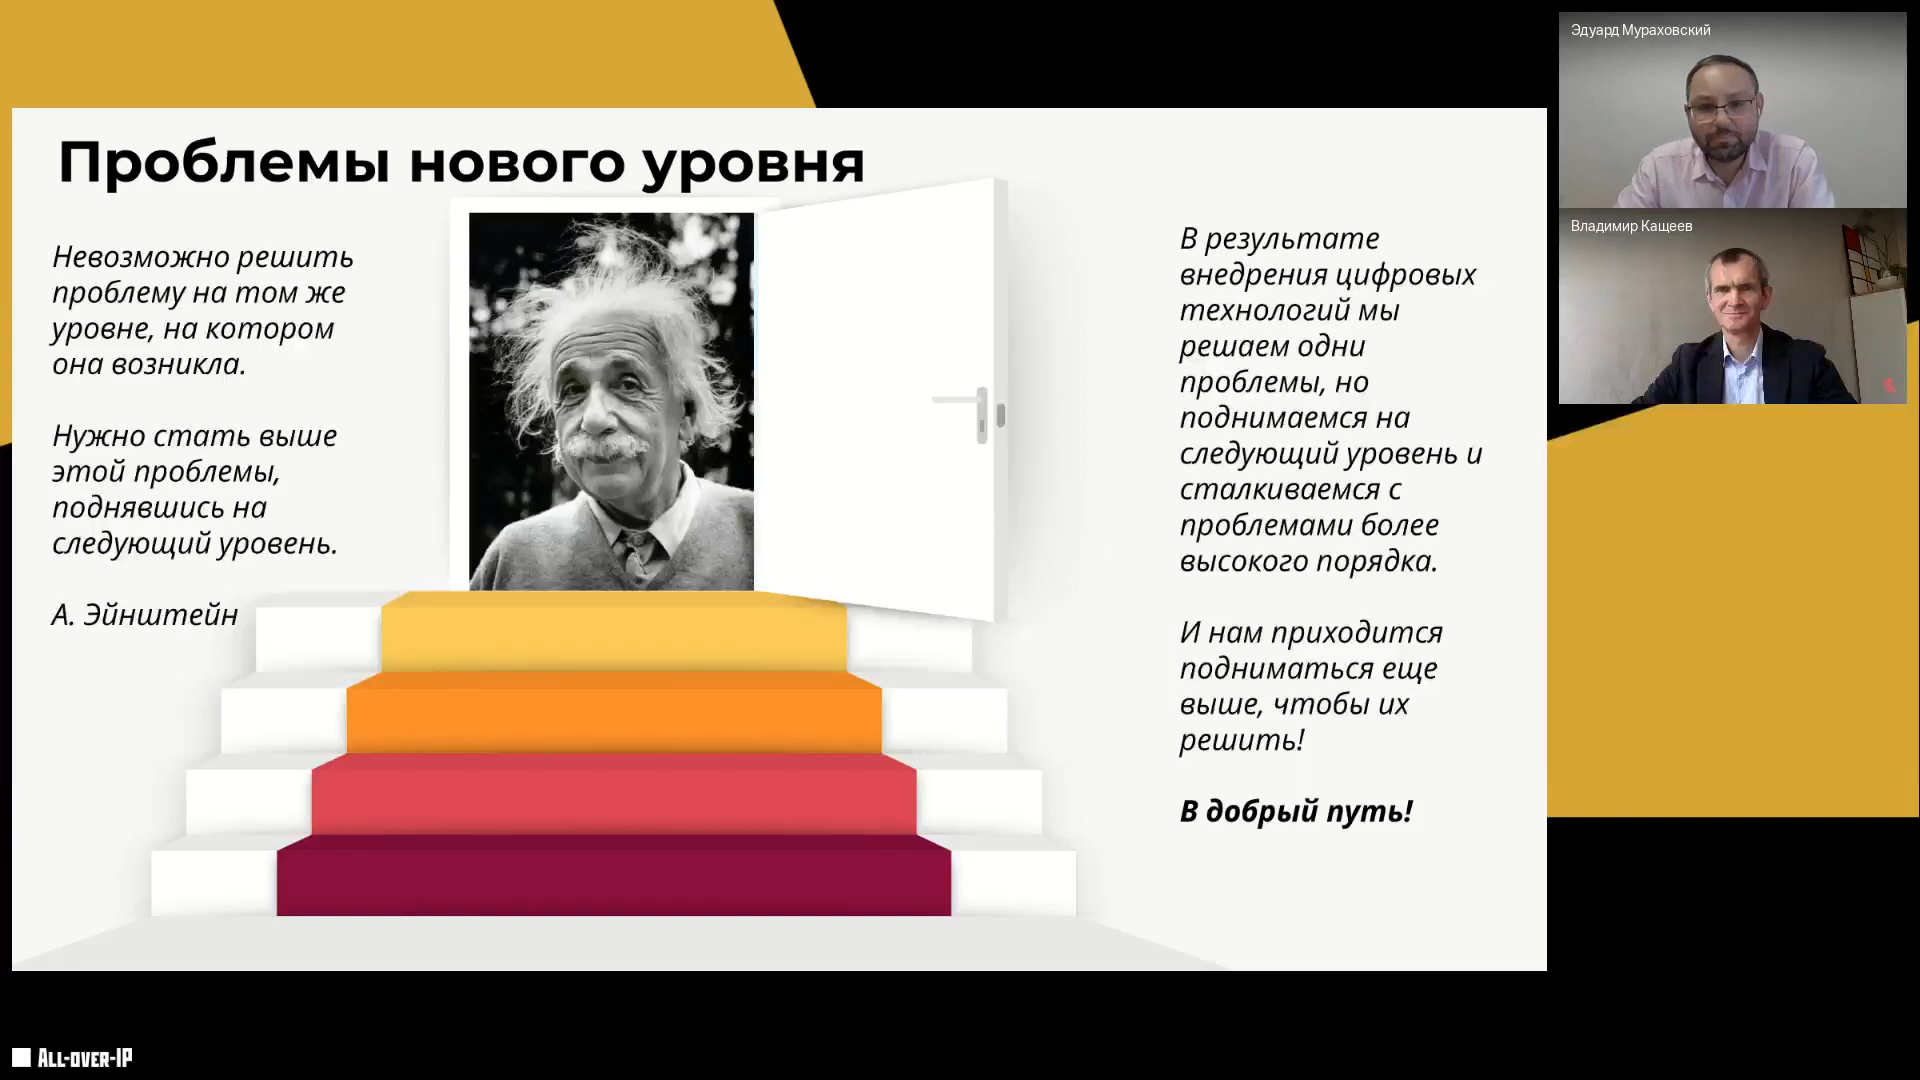 Проблемы нового уровня
Невозможно решить
проблему на том же
уровне, на котором
она возникла.
Нужно стать выше
этой проблемы,
поднявшись на
следующий уровень.
А. Эйнштейн
В результате
внедрения цифровых
технологий мы
решаем одни
проблемы, но
поднимаемся на
следующий уровень и
сталкиваемся с
проблемами более
высокого порядка.
И нам приходится
подниматься еще
выше, чтобы их
решить!
В добрый путь!
Эдуард Мураховский
Владимир Кащеев
ALL-OVER-IP